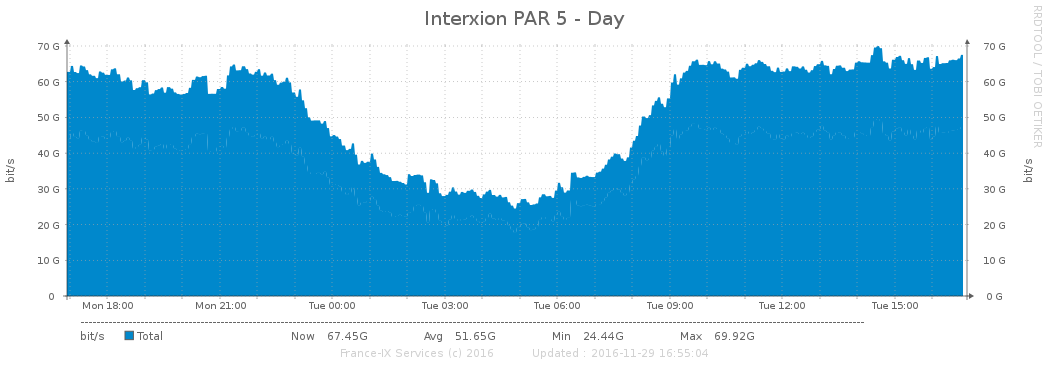 Interxion PAR 5 - Day
RRDTOOL / TOBI OETIKER
bit/s
70 G
60 G
50 G
40 G
30 G
20 G
10 G
0
70 G
60 G
50 G
40 G
30 G
20 G
10 G
0 G
bit/s
Mon 18:00 Mon 21:00 Tue 00:00 Tue 03:00 Tue 06:00 Tue 09:00 Tue 12:00 Tue 15:00
bit/s Total Now 67.45G Avg 51.65G Min 24.44G Max 69.92G
France-IX Services (c) 2016 Updated : 2016-11-29 16:55:04